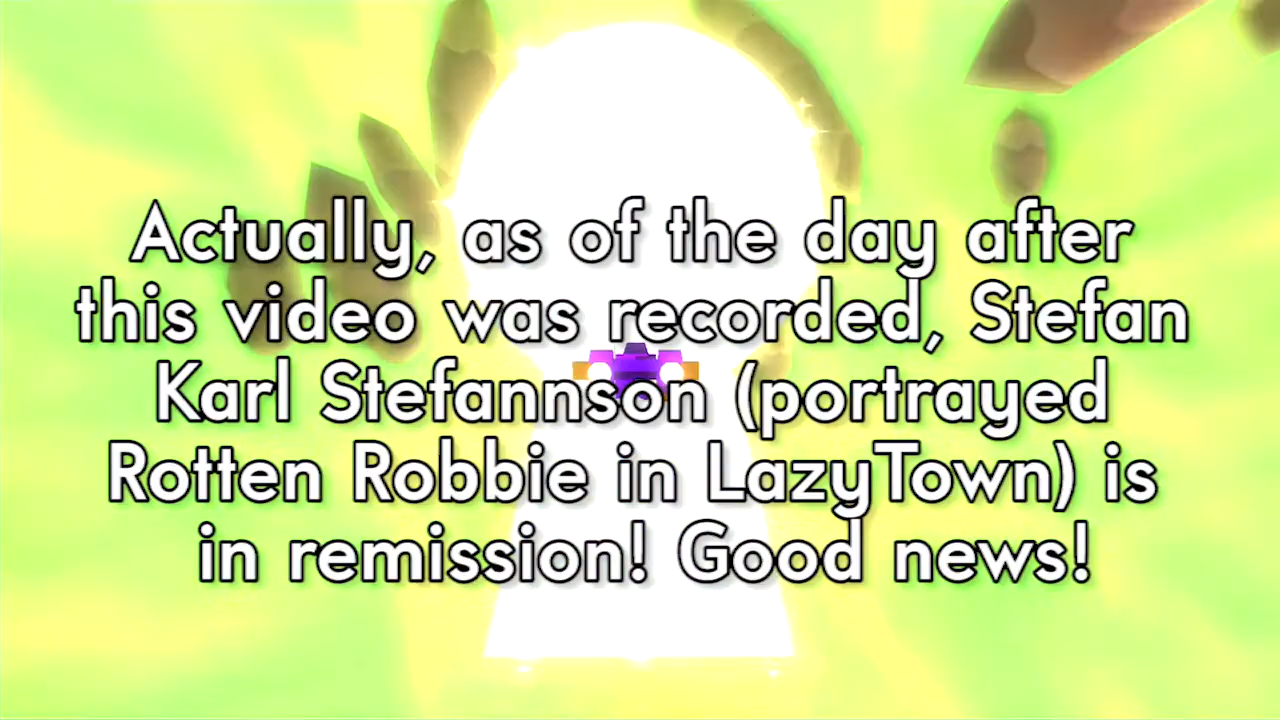 Actually, as of the day after
this video was recorded, Stefan
Karl Stefannson (portrayed
Rotten Robbie in LazyTown) is
in remission! Good news!